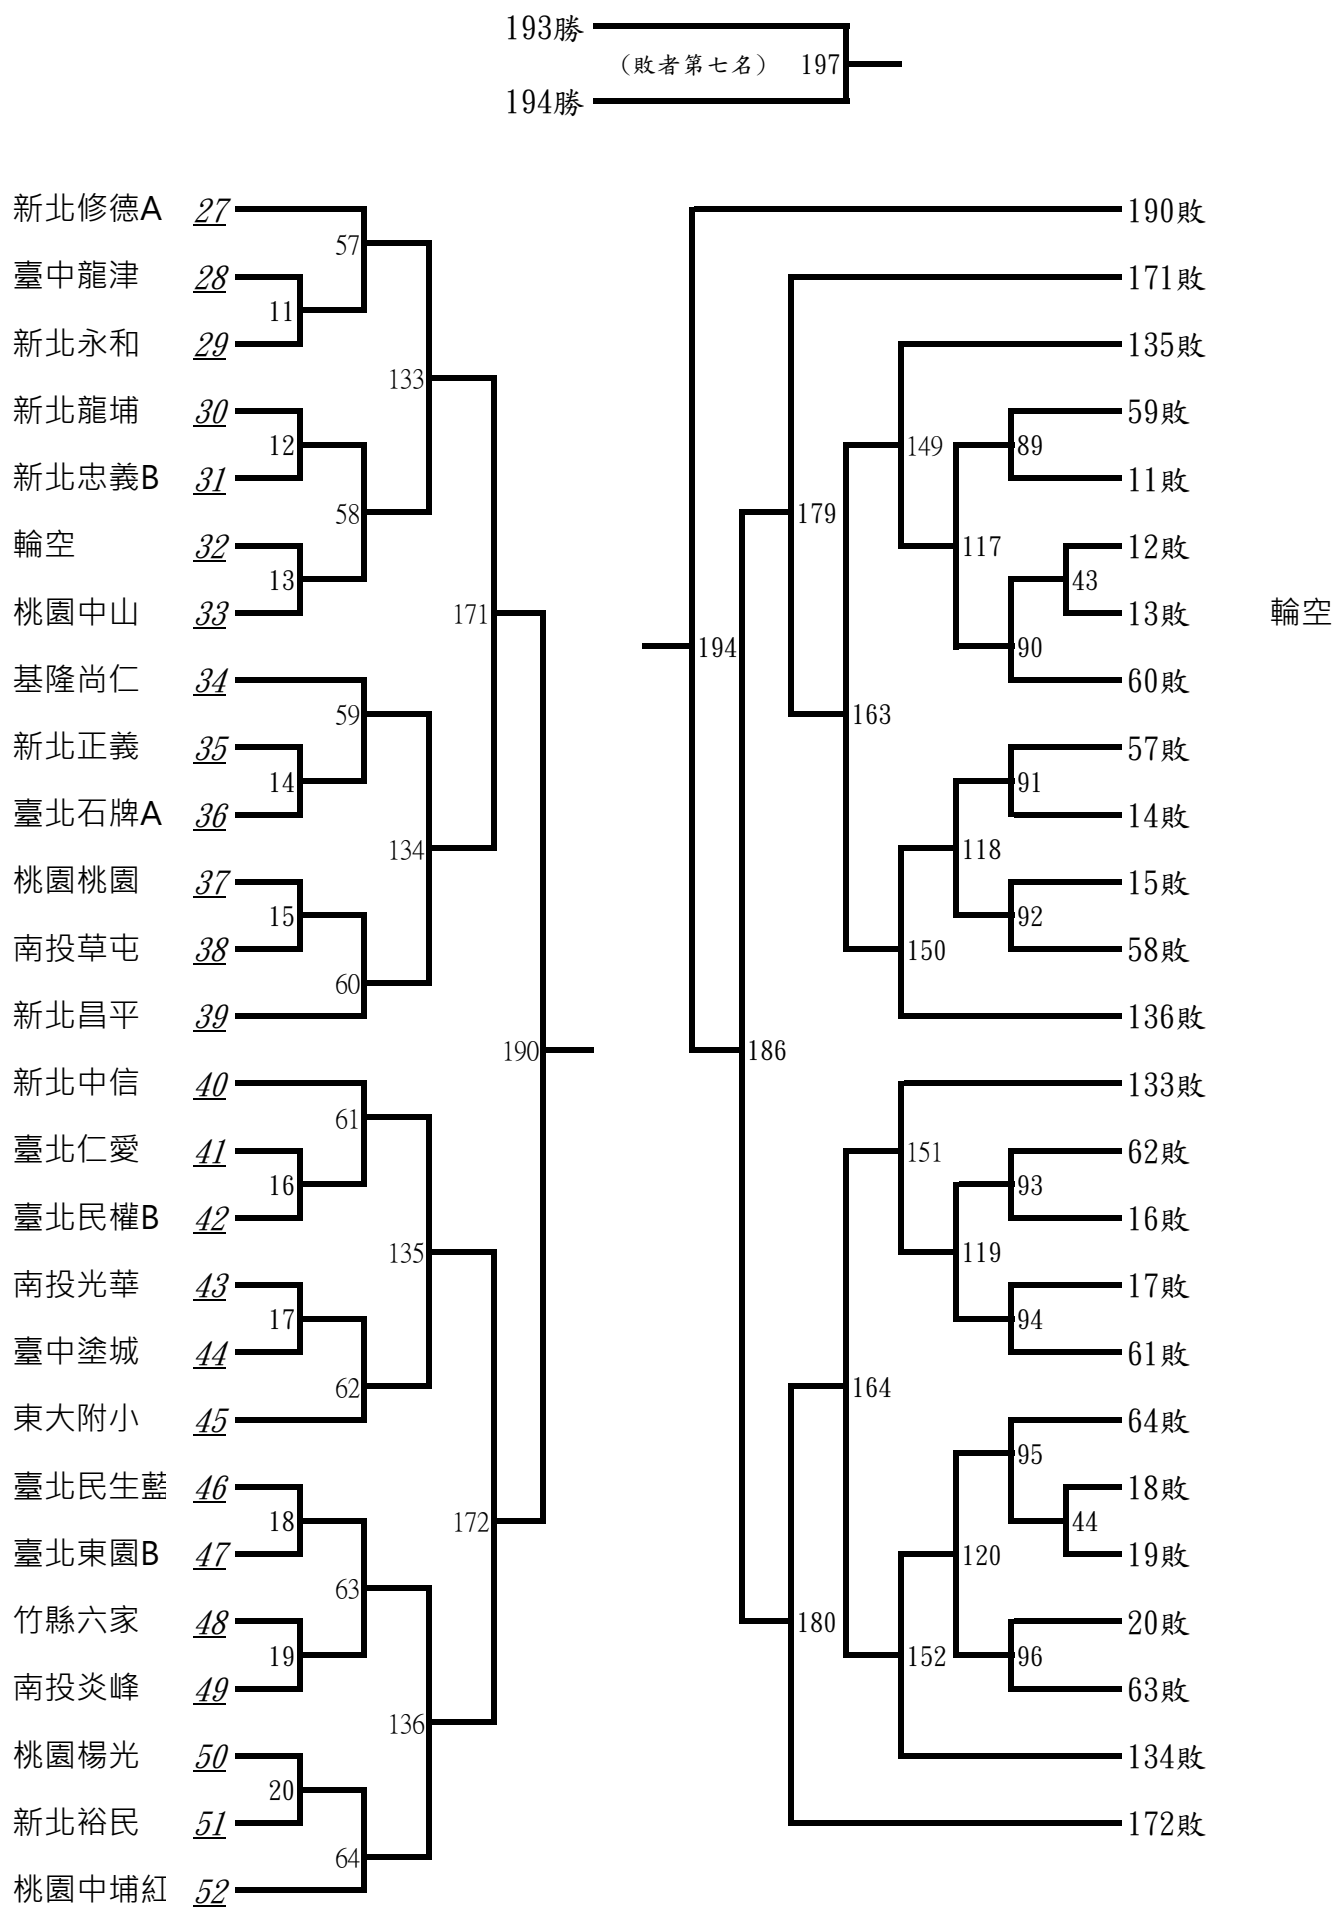 193勝
(敗者第七名) 197
194勝
新北修德A 27 190敗
57
臺中龍津 28 171敗
11
新北永和 29 135敗
133
新北龍埔 30 59敗
12 149 89
新北忠義B 31 11敗
58 179
輪空 32 117 12敗
13 43
桃園中山 33 171 13敗 輪空
194 90
基隆尚仁 34 60敗
59 163
新北正義 35 57敗
14 91
臺北石牌A 36 14敗
134 118
桃園桃園 37 15敗
15 92
南投草屯 38 150 58敗
60
新北昌平 39 136敗
190 186
新北中信 40 133敗
61
臺北仁愛 41 151 62敗
16 93
臺北民權B 42 16敗
135 119
南投光華 43 17敗
17 94
臺中塗城 44 61敗
62 164
東大附小 45 64敗
95
臺北民生藍 46 18敗
18 172 44
臺北東園B 47 120 19敗
63
竹縣六家 48 180 20敗
19 152 96
南投炎峰 49 63敗
136
桃園楊光 50 134敗
20
新北裕民 51 172敗
64
桃園中埔紅 52